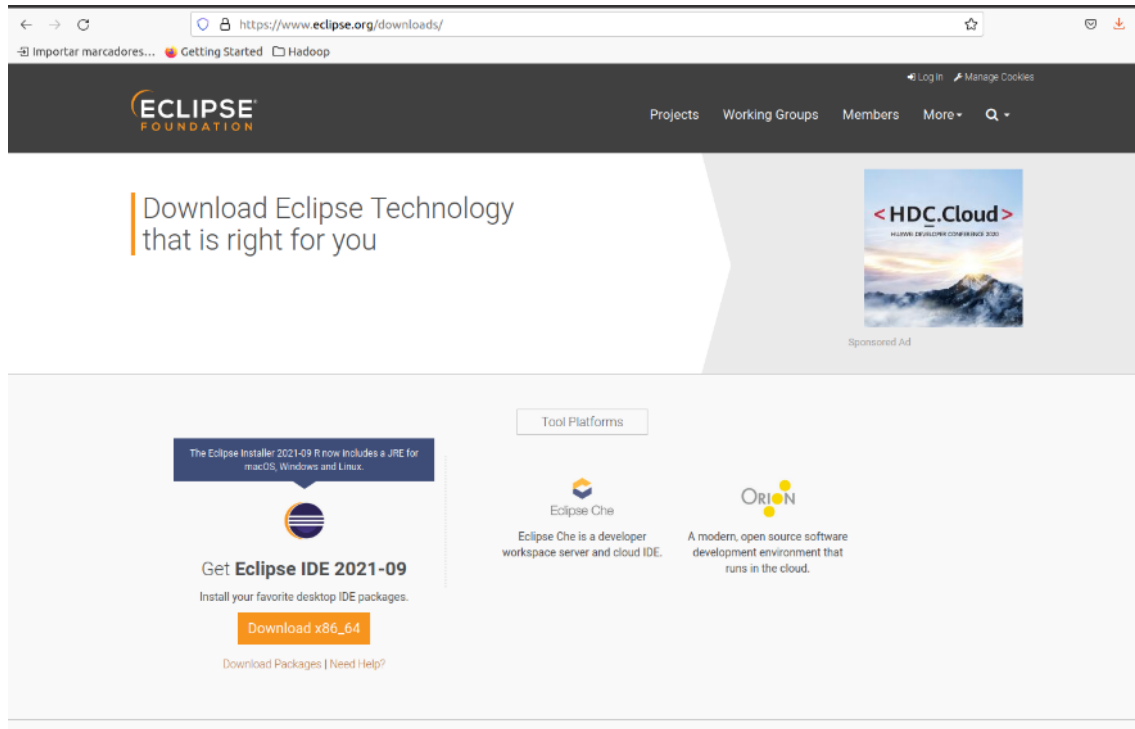 https://www.eclipse.org/downloads/
Importar marcadores... Getting Started Hadoop
Log in Manage Cookies
ECLIPSE
FOUNDATION
Projects Working Groups Members More
Download Eclipse Technology
that is right for you
<HDC.Cloud>
HUAWEI DEVELOPER CONFERENCE 2020
Sponsored Ad
Tool Platforms
The Eclipse Installer 2021-09 R now includes a JRE for
macOS, Windows and Linux.
Get Eclipse IDE 2021-09
Install your favorite desktop IDE packages.
Download x86_64
Download Packages | Need Help?
Eclipse Che
Eclipse Che is a developer
workspace server and cloud IDE.
ORION
A modern, open source software
development environment that
runs in the cloud.